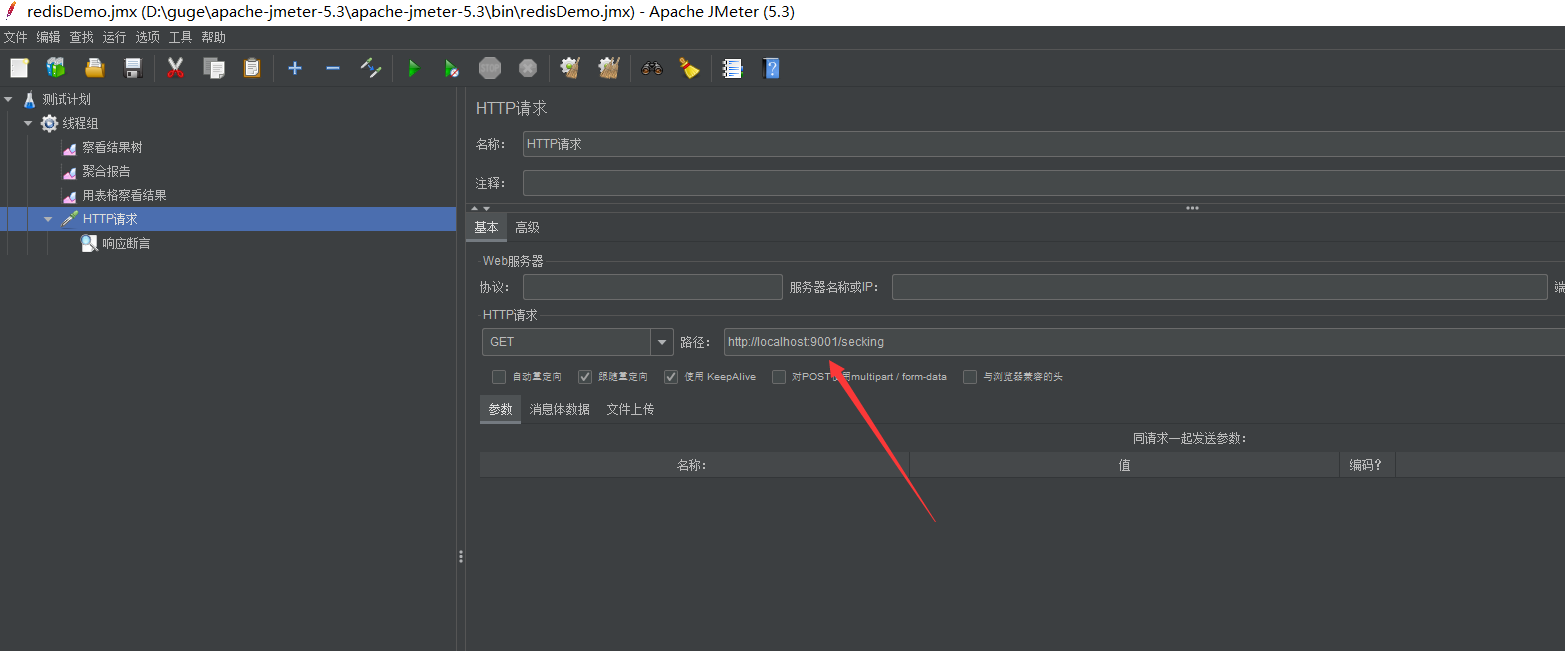 redisDemo.jmx (D:\guge\apache-jmeter-5.3\apache-jmeter-5.3\bin\redisDemo.jmx) - Apache JMeter (5.3)
文件 编辑 查找 运行 选项 工具 帮助
STOP
测试计划
线程组
察看结果树
聚合报告
用表格察看结果
HTTP请求
响应断言
HTTP请求
名称： HTTP请求
注释：
基本 高级
Web服务器
协议： 服务器名称或IP： 端
HTTP请求
GET 路径： http://localhost:9001/secking
自动重定向 跟随重定向 使用 KeepAlive 对POST使用multipart / form-data 与浏览器兼容的头
参数 消息体数据 文件上传
同请求一起发送参数：
名称： 值 编码？